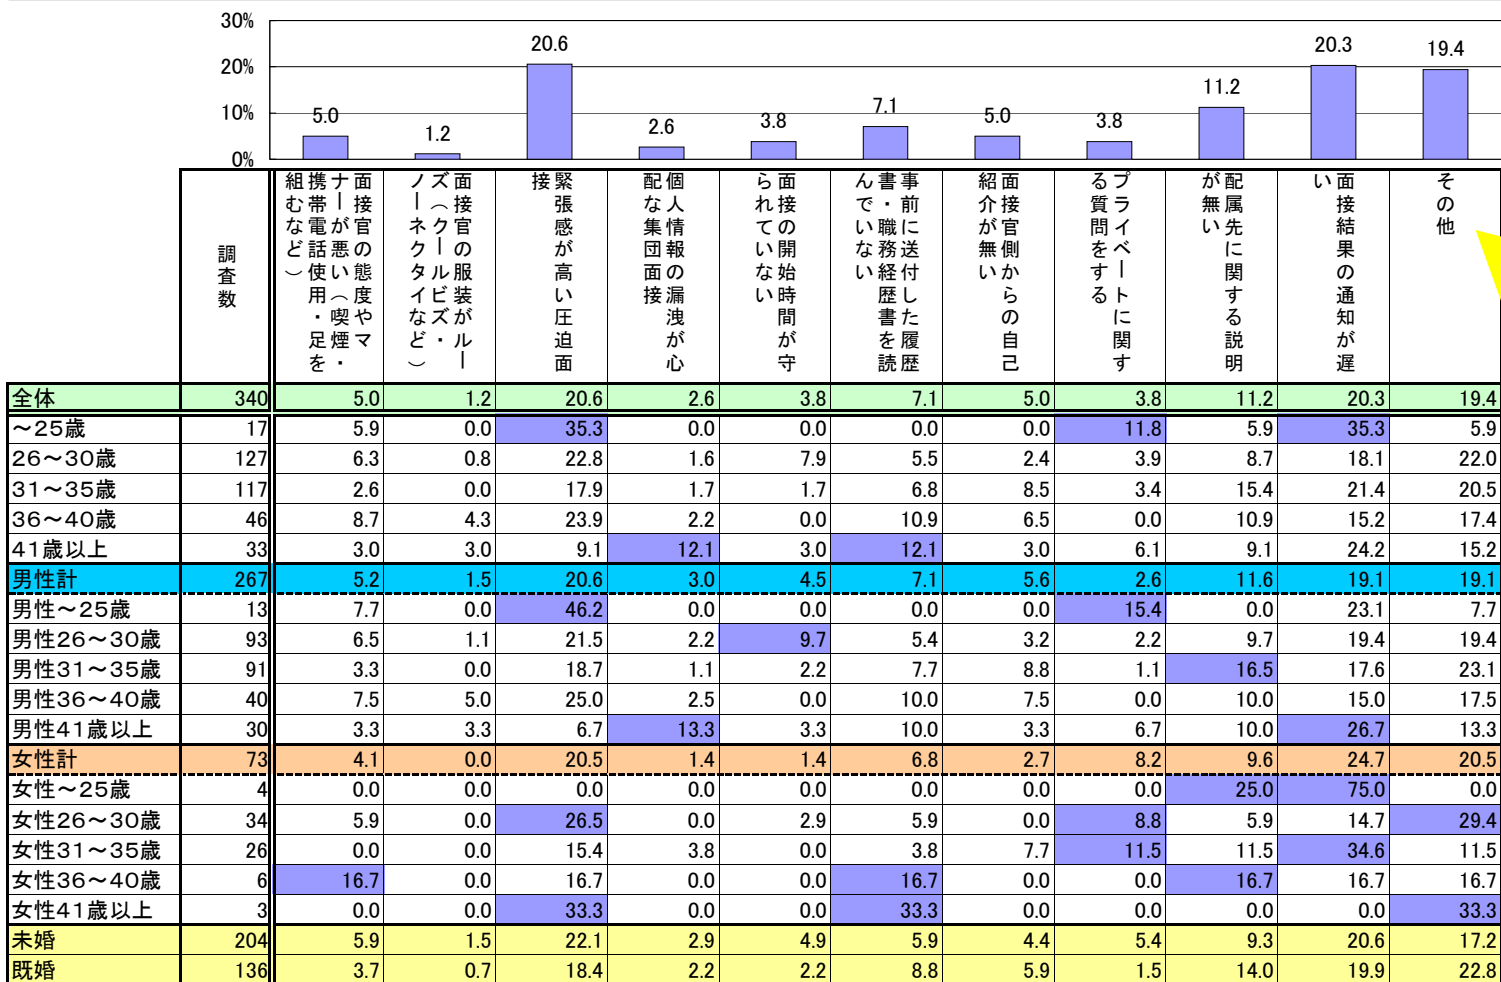 30%
20%
10%
0%
5.0 1.2 20.6 2.6 3.8 7.1 5.0 3.8 11.2 20.3 19.4
調査数
面接官の態度やマ
ナーが悪い（喫煙・
携帯電話使用・足を
組むなど）
面接官の服装がルー
ズ（クールビズ・
ノーネクタイなど）
緊張感が高い圧迫面
接
個人情報の漏洩が心
配な集団面接
面接の開始時間が守
られていない
事前に送付した履歴
書・職務経歴書を読
んでいない
面接官側からの自己
紹介が無い
プライベートに関す
る質問をする
配属先に関する説明
が無い
面接結果の通知が遅
い
その他
全体 340 5.0 1.2 20.6 2.6 3.8 7.1 5.0 3.8 11.2 20.3 19.4
～25歳 17 5.9 0.0 35.3 0.0 0.0 0.0 0.0 11.8 5.9 35.3 5.9
26～30歳 127 6.3 0.8 22.8 1.6 7.9 5.5 2.4 3.9 8.7 18.1 22.0
31～35歳 117 2.6 0.0 17.9 1.7 1.7 6.8 8.5 3.4 15.4 21.4 20.5
36～40歳 46 8.7 4.3 23.9 2.2 0.0 10.9 6.5 0.0 10.9 15.2 17.4
41歳以上 33 3.0 3.0 9.1 12.1 3.0 12.1 3.0 6.1 9.1 24.2 15.2
男性計 267 5.2 1.5 20.6 3.0 4.5 7.1 5.6 2.6 11.6 19.1 19.1
男性～25歳 13 7.7 0.0 46.2 0.0 0.0 0.0 0.0 15.4 0.0 23.1 7.7
男性26～30歳 93 6.5 1.1 21.5 2.2 9.7 5.4 3.2 2.2 9.7 19.4 19.4
男性31～35歳 91 3.3 0.0 18.7 1.1 2.2 7.7 8.8 1.1 16.5 17.6 23.1
男性36～40歳 40 7.5 5.0 25.0 2.5 0.0 10.0 7.5 0.0 10.0 15.0 17.5
男性41歳以上 30 3.3 3.3 6.7 13.3 3.3 10.0 3.3 6.7 10.0 26.7 13.3
女性計 73 4.1 0.0 20.5 1.4 1.4 6.8 2.7 8.2 9.6 24.7 20.5
女性～25歳 4 0.0 0.0 0.0 0.0 0.0 0.0 0.0 0.0 25.0 75.0 0.0
女性26～30歳 34 5.9 0.0 26.5 0.0 2.9 5.9 0.0 8.8 5.9 14.7 29.4
女性31～35歳 26 0.0 0.0 15.4 3.8 0.0 3.8 7.7 11.5 11.5 34.6 11.5
女性36～40歳 6 16.7 0.0 16.7 0.0 0.0 16.7 0.0 0.0 16.7 16.7 16.7
女性41歳以上 3 0.0 0.0 33.3 0.0 0.0 33.3 0.0 0.0 0.0 0.0 33.3
未婚 204 5.9 1.5 22.1 2.9 4.9 5.9 4.4 5.4 9.3 20.6 17.2
既婚 136 3.7 0.7 18.4 2.2 2.2 8.8 5.9 1.5 14.0 19.9 22.8